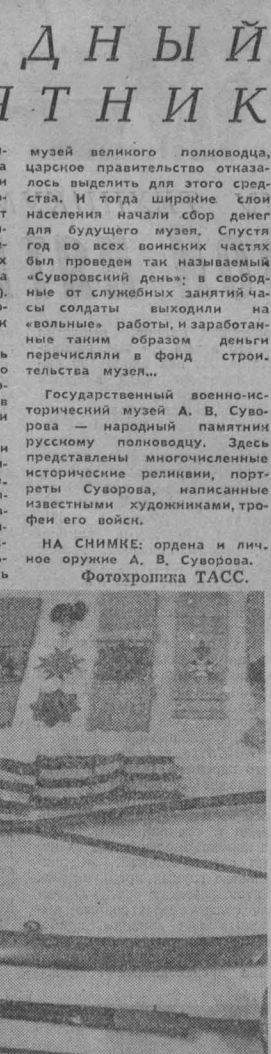 ДНЫЙ
ЯТНИК
музей великого полководца,
царское правительство отказа-
лось выделить для этого сред-
ства. И тогда широкие слои
населения начали сбор денег
для будущего музея. Спустя
год во всех воинских частях
был проведен так называемый
«Суворовский день»: в свобод-
ные от служебных занятий ча-
сы солдаты выходили на
«вольные» работы, и заработан-
ные таким образом деньги
перечисляли в фонд строи.
тельства музея...
Государственный военно-ис-
торический музей А. В. Суво-
рова — народный памятник
русскому полководцу. Здесь
представлены многочисленные
исторические реликвии, порт-
реты Суворова, написанные
известными художниками, тро-
феи его войск.
НА СНИМКЕ: ордена и лич.
ное оружие А. В. Суворова.
Фотохроника ТАСС.